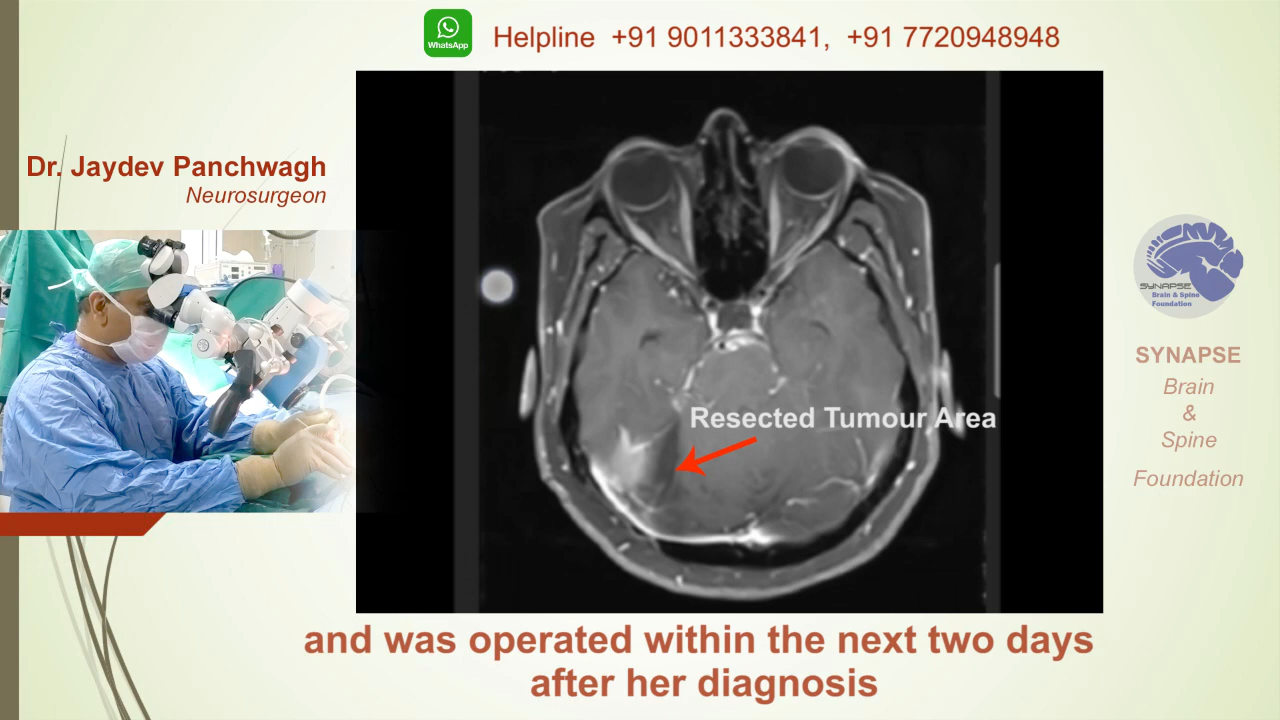 WhatsApp
Helpline +91 9011333841, +91 7720948948
Dr. Jaydev Panchwagh
Neurosurgeon
Resected Tumour Area
SYNAPSE
Brain & Spine
Foundation
SYNAPSE
Brain
&
Spine
Foundation
and was operated within the next two days
after her diagnosis